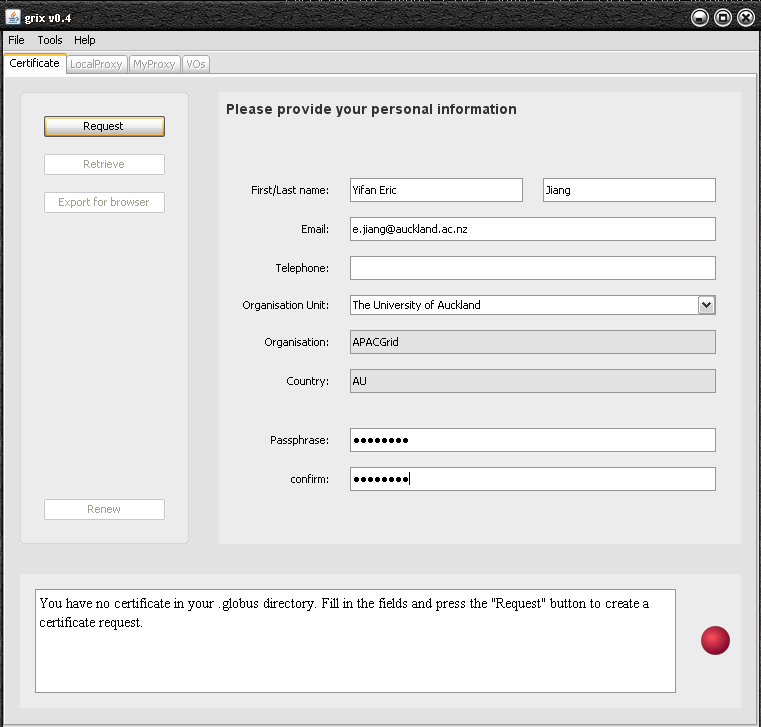 grix v0.4
File Tools Help
Certificate LocalProxy MyProxy VOs
Request
Retrieve
Export for browser
Renew
Please provide your personal information
First/Last name: Yifan Eric Jiang
Email: e.jiang@auckland.ac.nz
Telephone:
Organisation Unit: The University of Auckland
Organisation: APACGrid
Country: AU
Passphrase: ●●●●●●●●
confirm: ●●●●●●●●
You have no certificate in your .globus directory. Fill in the fields and press the "Request" button to create a
certificate request.